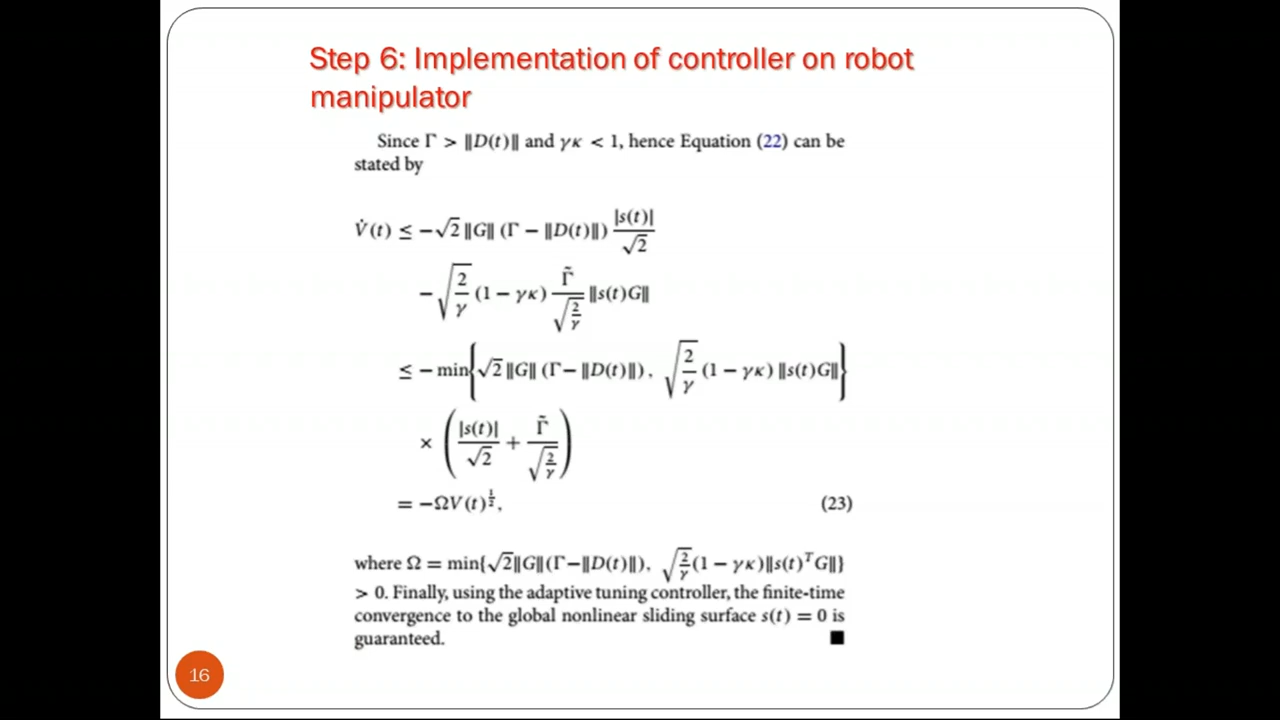 Step 6: Implementation of controller on robot
manipulator
Since Γ > ‖D(t)‖ and γκ < 1, hence Equation (22) can be
stated by
V̇(t) ≤ −√2 ‖G‖ (Γ − ‖D(t)‖) |s(t)|/√2
− √(2/γ) (1 − γκ) Γ̃/√(2/γ) ‖s(t)G‖
≤ − min{√2 ‖G‖ (Γ − ‖D(t)‖), √(2/γ) (1 − γκ) ‖s(t)G‖}
× (|s(t)|/√2 + Γ̃/√(2/γ))
= −ΩV(t)^{1/2}, (23)
where Ω = min{√2‖G‖(Γ−‖D(t)‖), √(2/γ)(1 − γκ)‖s(t)ᵀG‖}
> 0. Finally, using the adaptive tuning controller, the finite-time
convergence to the global nonlinear sliding surface s(t) = 0 is
guaranteed. ■
16